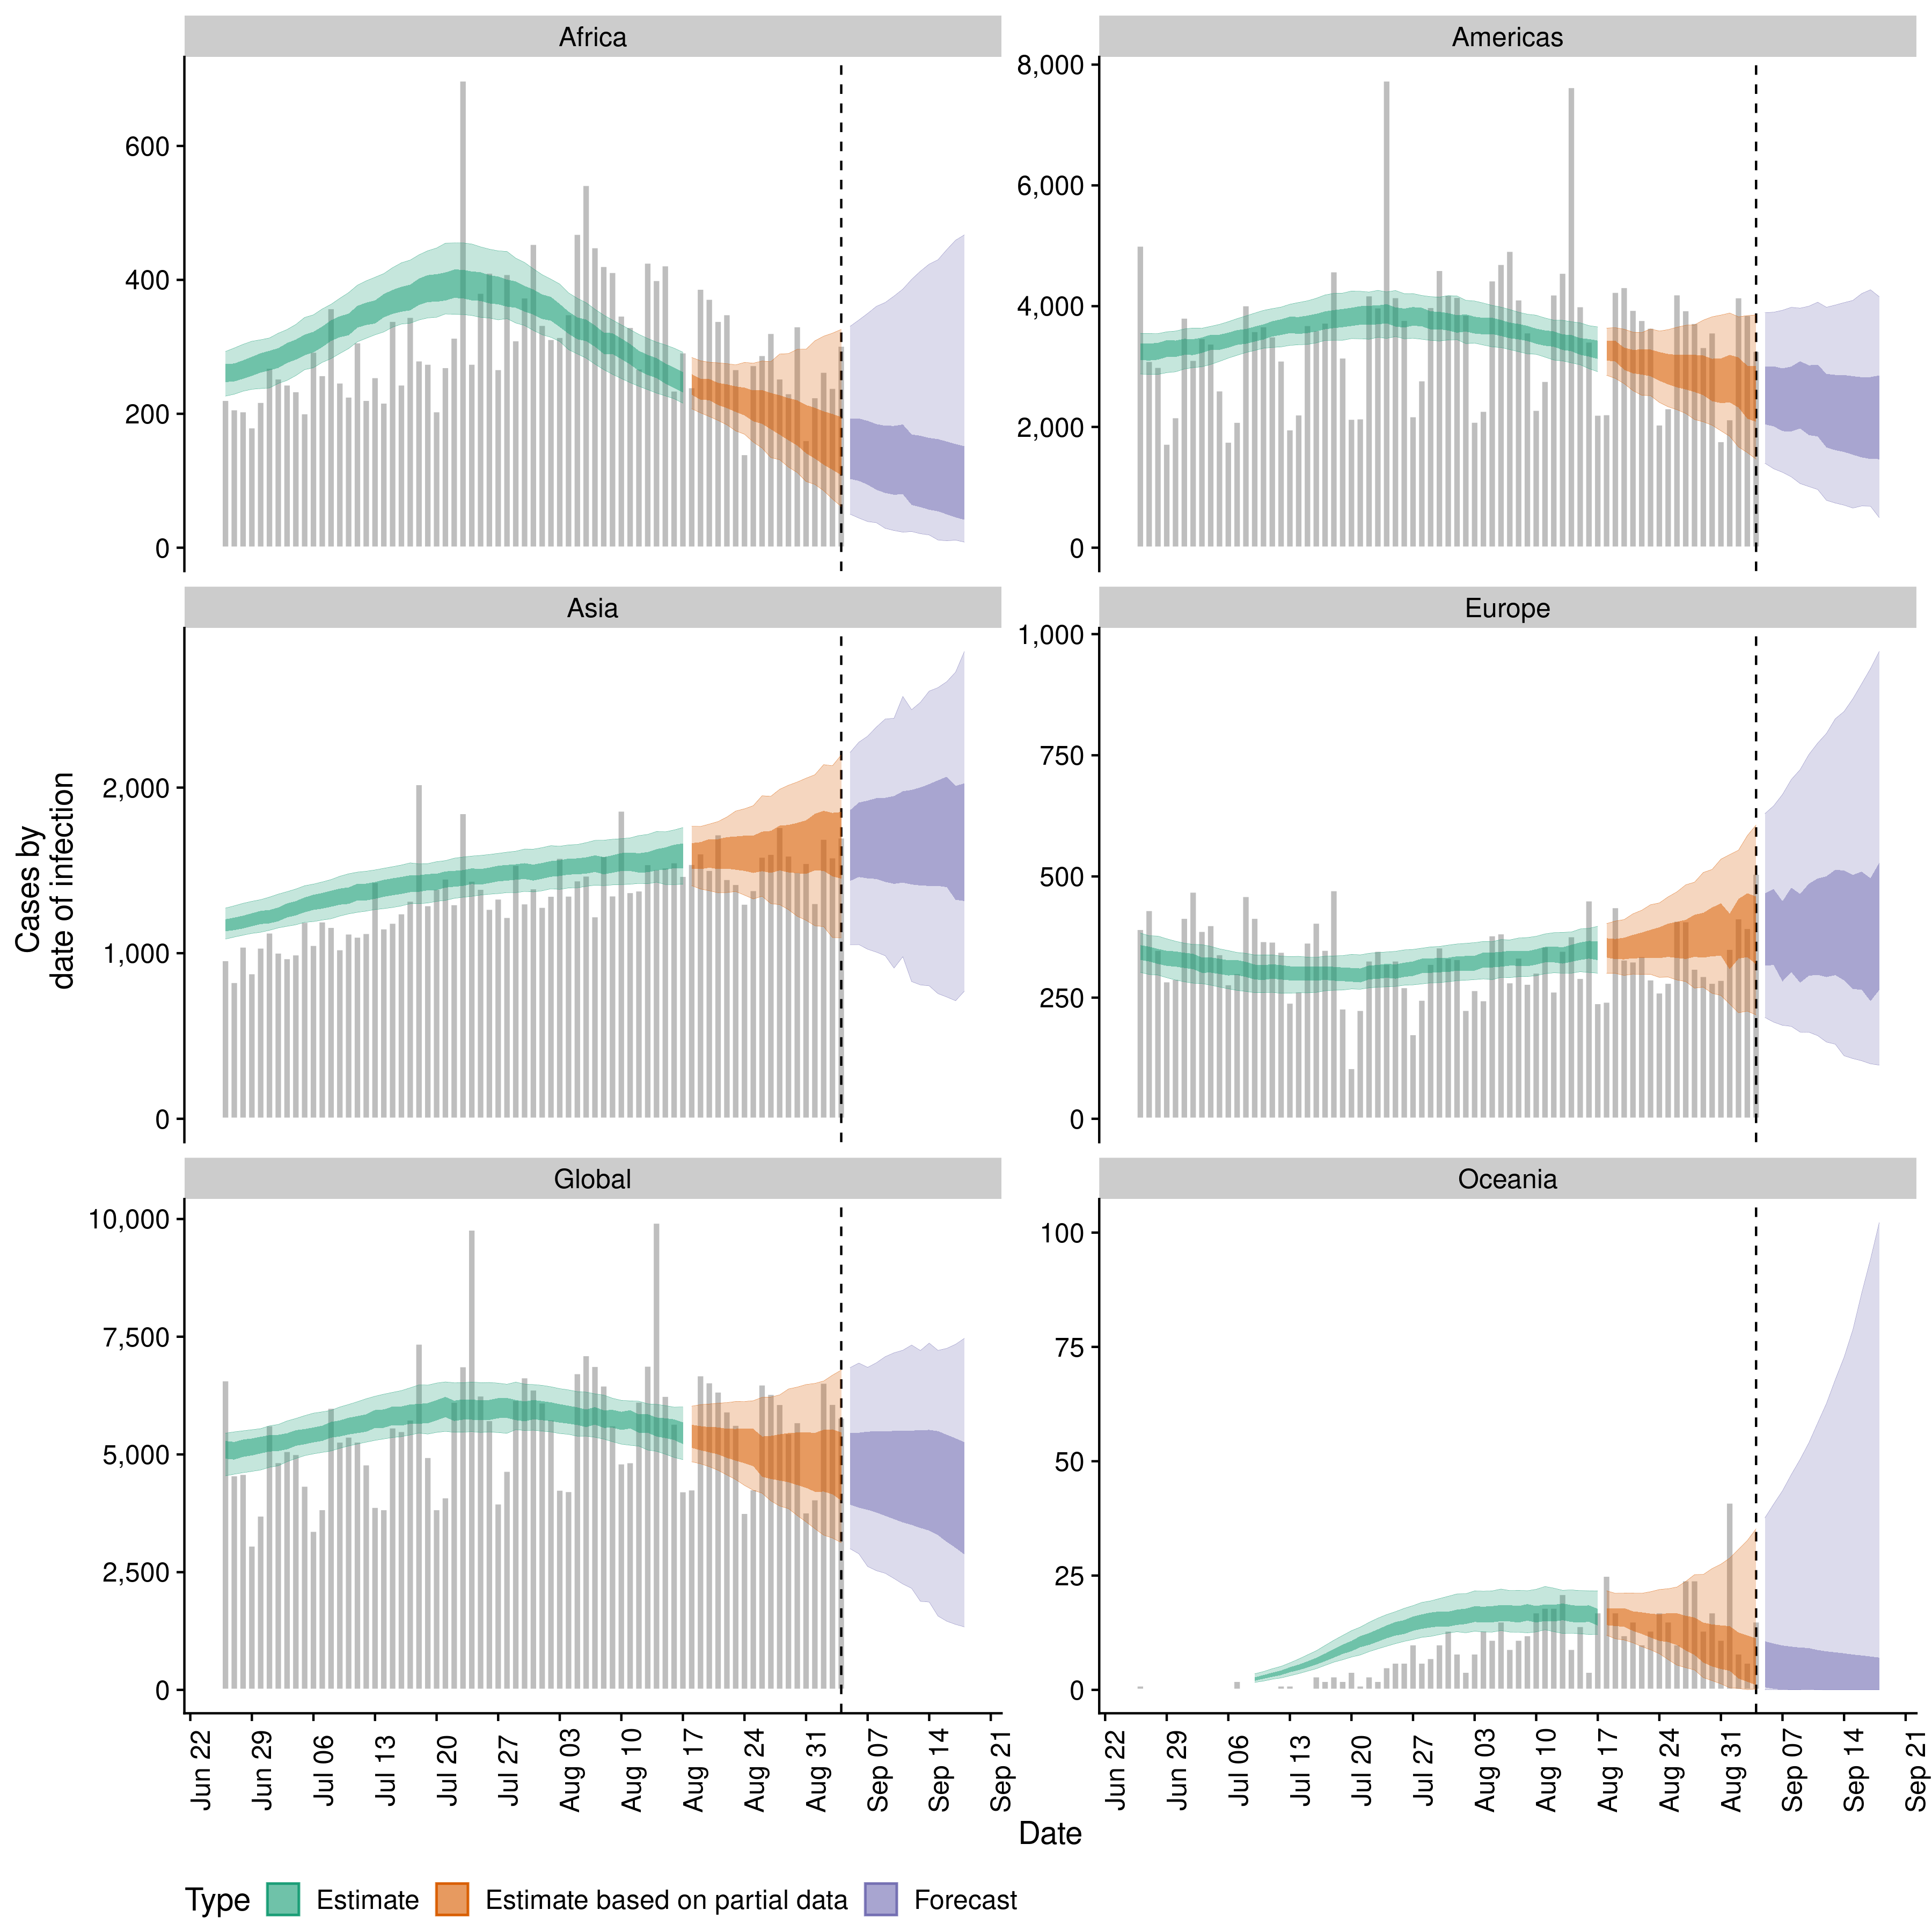 Africa
Americas
600
400
200
0
8,000
6,000
4,000
2,000
0
Asia
Europe
2,000
1,000
0
1,000
750
500
250
0
Global
Oceania
10,000
7,500
5,000
2,500
0
100
75
50
25
0
Cases by
date of infection
Jun 22
Jun 29
Jul 06
Jul 13
Jul 20
Jul 27
Aug 03
Aug 10
Aug 17
Aug 24
Aug 31
Sep 07
Sep 14
Sep 21
Jun 22
Jun 29
Jul 06
Jul 13
Jul 20
Jul 27
Aug 03
Aug 10
Aug 17
Aug 24
Aug 31
Sep 07
Sep 14
Sep 21
Date
Type Estimate Estimate based on partial data Forecast